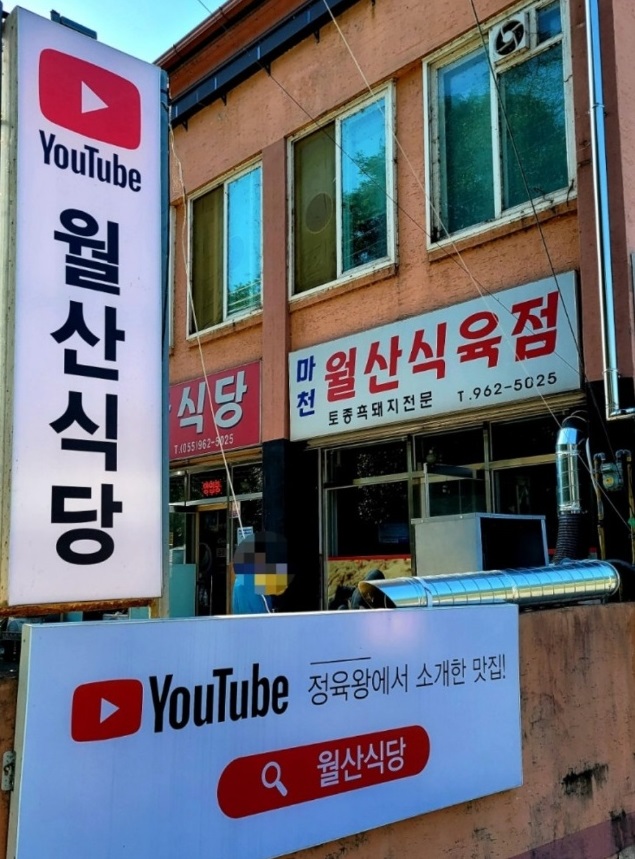 YouTube
월산식당
마천
월산식육점
토종흑돼지전문 T.962-5025
식당
T.(055)962-5025
YouTube 정육왕에서 소개한 맛집!
월산식당